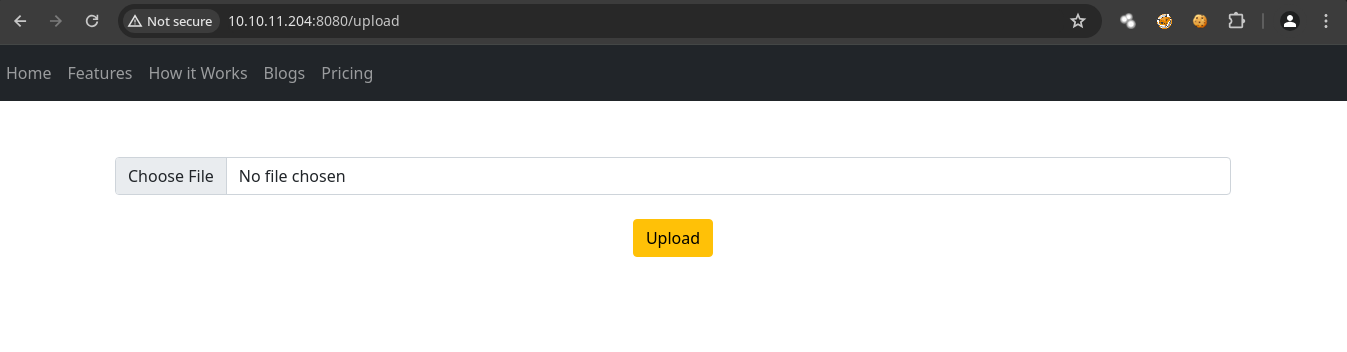 Not secure 10.10.11.204:8080/upload
Home Features How it Works Blogs Pricing
Choose File No file chosen
Upload